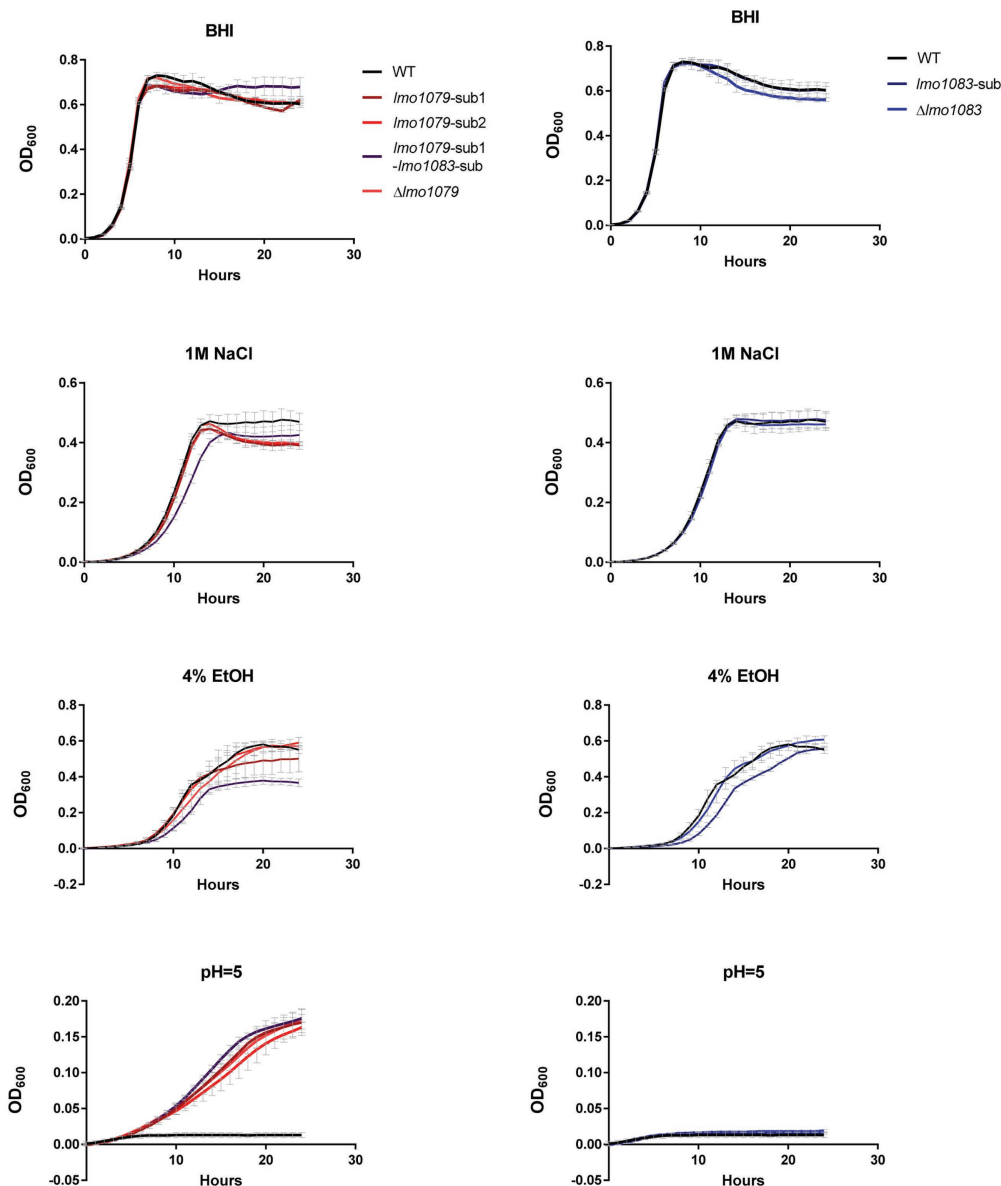 BHI
0.8
0.6
0.4
0.2
0.0
OD600
0 10 20 30
Hours
WT
lmo1079-sub1
lmo1079-sub2
lmo1079-sub1
-lmo1083-sub
Δlmo1079
BHI
0.8
0.6
0.4
0.2
0.0
OD600
0 10 20 30
Hours
WT
lmo1083-sub
Δlmo1083
1M NaCl
0.6
0.4
0.2
0.0
OD600
0 10 20 30
Hours
1M NaCl
0.6
0.4
0.2
0.0
OD600
0 10 20 30
Hours
4% EtOH
0.8
0.6
0.4
0.2
0.0
-0.2
OD600
10 20 30
Hours
4% EtOH
0.8
0.6
0.4
0.2
0.0
-0.2
OD600
10 20 30
Hours
pH=5
0.20
0.15
0.10
0.05
0.00
-0.05
OD600
10 20 30
Hours
pH=5
0.20
0.15
0.10
0.05
0.00
-0.05
OD600
10 20 30
Hours